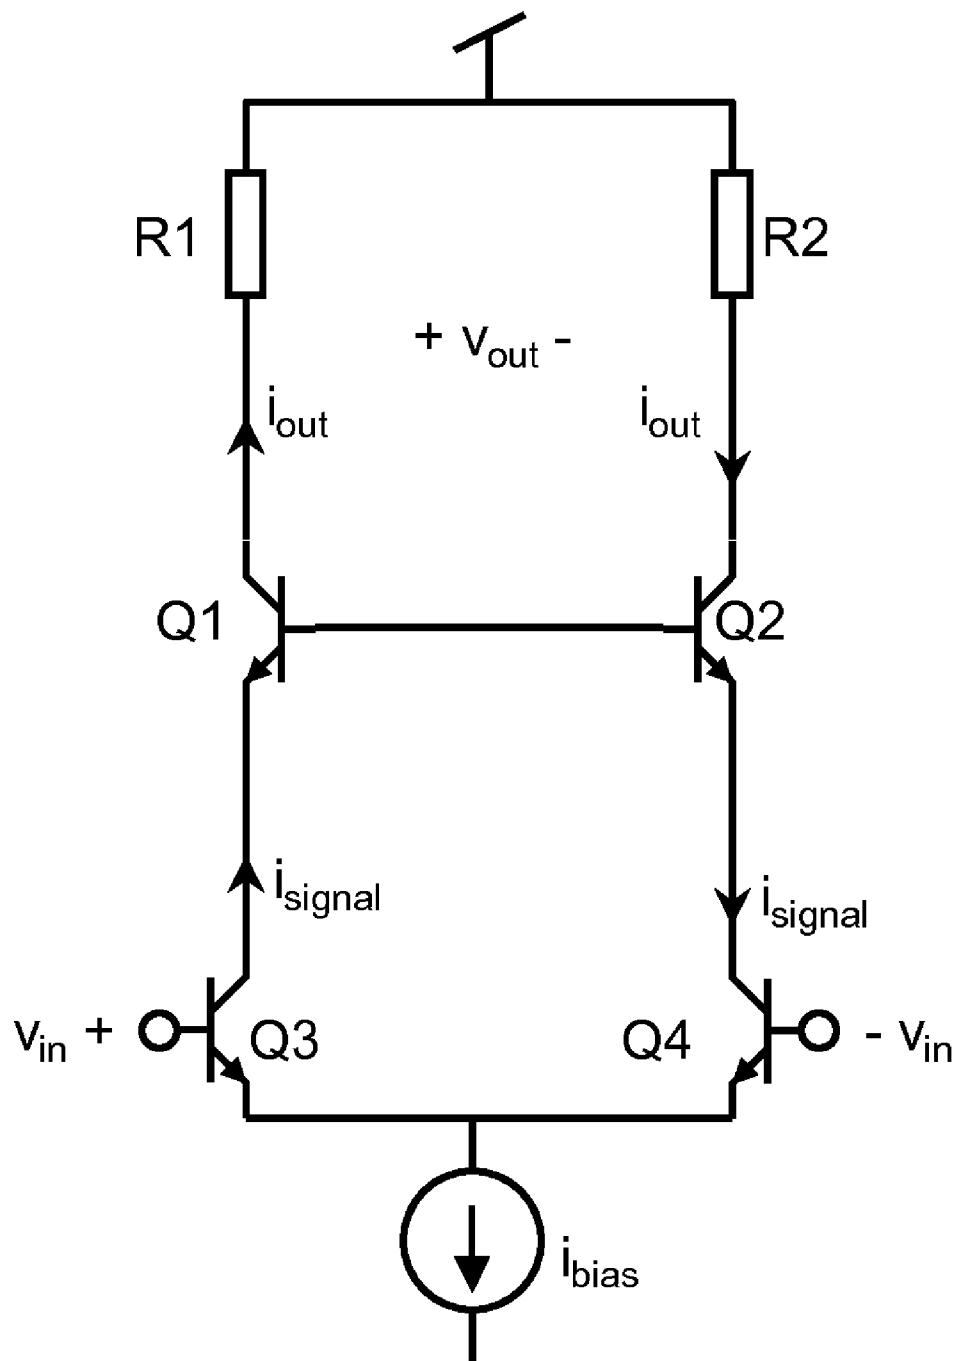 R1
R2
+ vout -
iout
iout
Q1
Q2
isignal
isignal
vin +
Q3
Q4
- vin
ibias